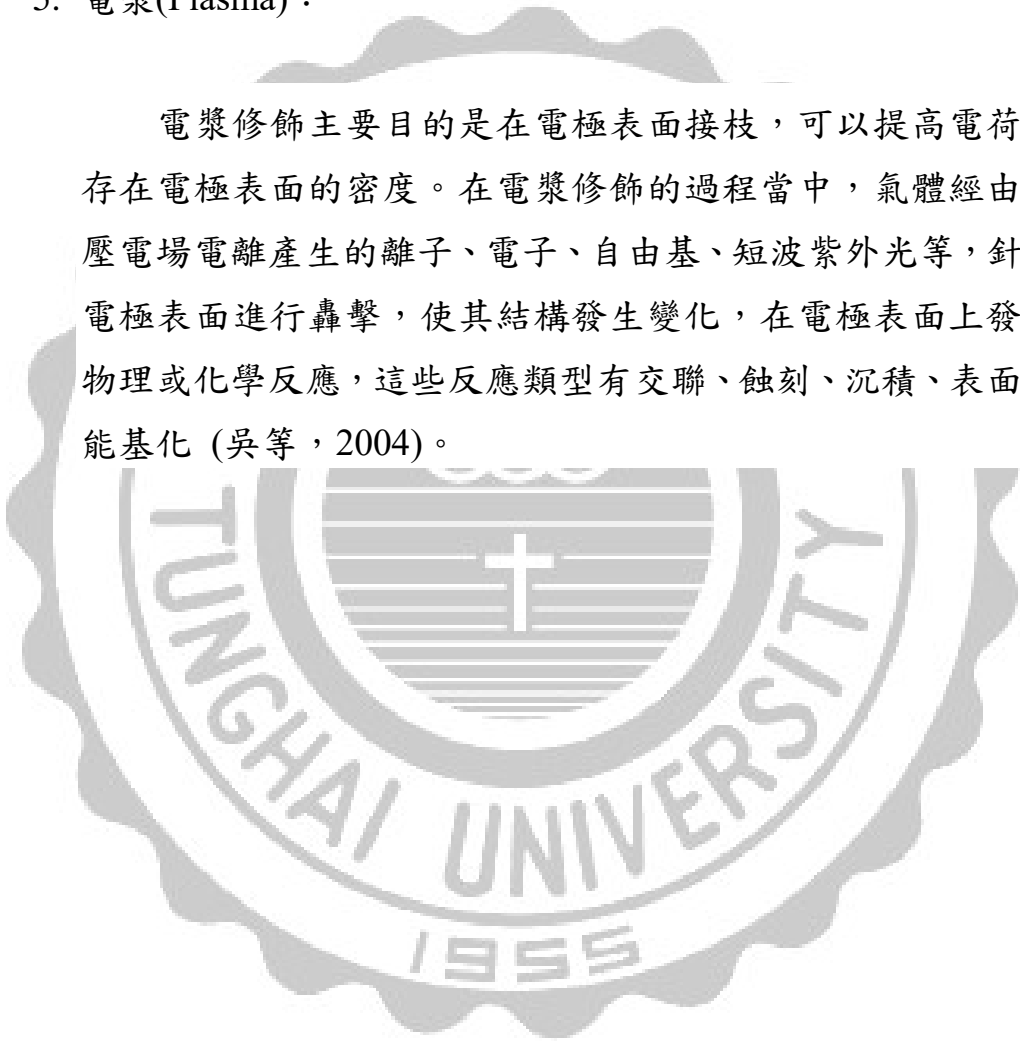 電漿(Plasma)：
電漿修飾主要目的是在電極表面接枝，可以提高電荷
存在電極表面的密度。在電漿修飾的過程當中，氣體經由
壓電場電離產生的離子、電子、自由基、短波紫外光等，針
電極表面進行轟擊，使其結構發生變化，在電極表面上發
物理或化學反應，這些反應類型有交聯、蝕刻、沉積、表面
能基化 (吳等，2004)。
TUNGHAI UNIVERSITY
1955